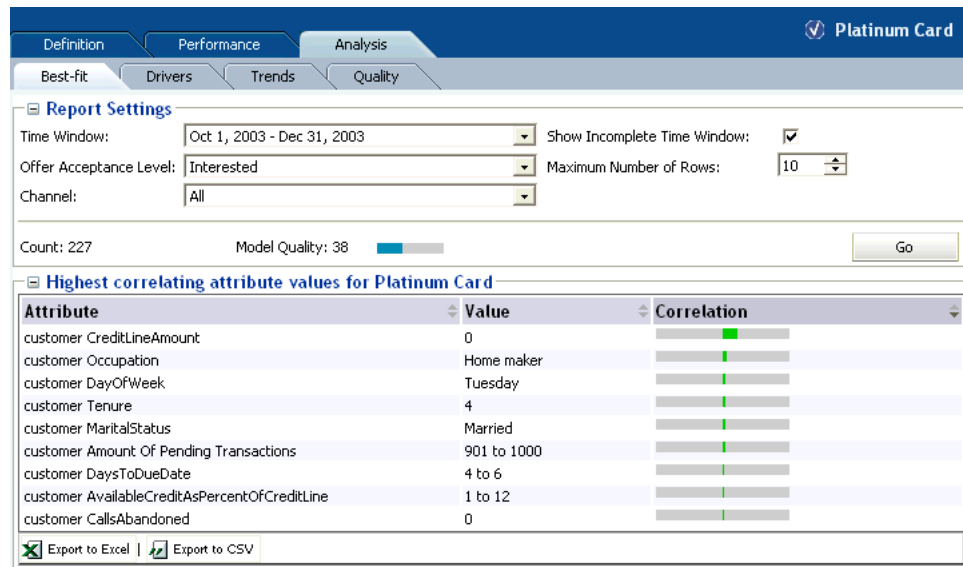 Platinum Card
Definition Performance Analysis
Best-fit Drivers Trends Quality
Report Settings
Time Window: Oct 1, 2003 - Dec 31, 2003 Show Incomplete Time Window:
Offer Acceptance Level: Interested Maximum Number of Rows: 10
Channel: All
Count: 227 Model Quality: 38 Go
Highest correlating attribute values for Platinum Card
Attribute Value Correlation
customer CreditLineAmount 0
customer Occupation Home maker
customer DayOfWeek Tuesday
customer Tenure 4
customer MaritalStatus Married
customer Amount Of Pending Transactions 901 to 1000
customer DaysToDueDate 4 to 6
customer AvailableCreditAsPercentOfCreditLine 1 to 12
customer CallsAbandoned 0
Export to Excel | Export to CSV